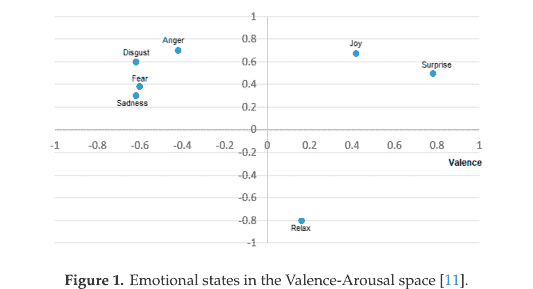 1
Anger
0.8
Joy
Disgust
0.6
Surprise
Fear
0.4
Sadness
0.2
0
-1 -0.8 -0.6 -0.4 -0.2 0 0.2 0.4 0.6 0.8 1
-0.2
Valence
-0.4
-0.6
-0.8
Relax
-1
Figure 1. Emotional states in the Valence-Arousal space [11].